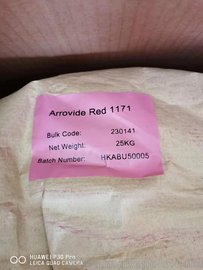 Arrovide Red 1171
Bulk Code: 230141
Net Weight: 25KG
Batch Number: HKABU50005
HUAWEI P30 Pro
LEICA QUAD CAMERA